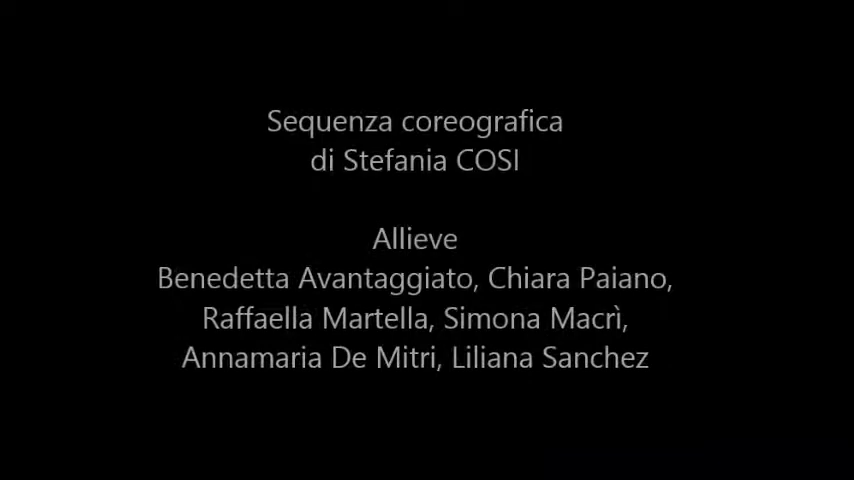 Sequenza coreografica
di Stefania COSI
Allieve
Benedetta Avantaggiato, Chiara Paiano,
Raffaella Martella, Simona Macrì,
Annamaria De Mitri, Liliana Sanchez